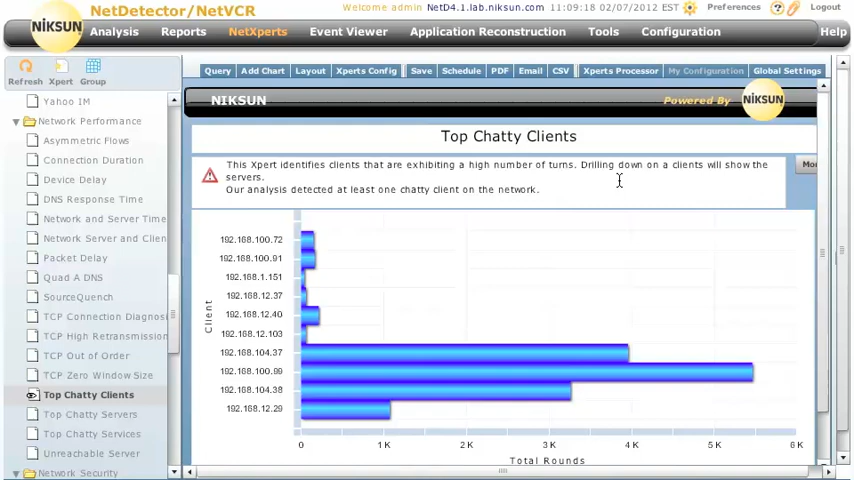 NIKSUN
NetDetector/NetVCR
Welcome admin NetD4.1.lab.niksun.com 11:09:18 02/07/2012 EST Preferences Logout
Analysis Reports NetXperts Event Viewer Application Reconstruction Tools Configuration Help
Refresh Xpert Group
Query Add Chart Layout Xperts Config Save Schedule PDF Email CSV Xperts Processor My Configuration Global Settings
Yahoo IM
Network Performance
Asymmetric Flows
Connection Duration
Device Delay
DNS Response Time
Network and Server Time
Network Server and Clien
Packet Delay
Quad A DNS
SourceQuench
TCP Connection Diagnos
TCP High Retransmission
TCP Out of Order
TCP Zero Window Size
Top Chatty Clients
Top Chatty Servers
Top Chatty Services
Unreachable Server
Network Security
NIKSUN Powered By NIKSUN
Top Chatty Clients
This Xpert identifies clients that are exhibiting a high number of turns. Drilling down on a clients will show the
servers.
Our analysis detected at least one chatty client on the network.
Mor
Client
192.168.100.72
192.168.100.91
192.168.1.151
192.168.12.37
192.168.12.40
192.168.12.103
192.168.104.37
192.168.100.99
192.168.104.38
192.168.12.29
0 1 K 2 K 3 K 4 K 5 K 6 K
Total Rounds